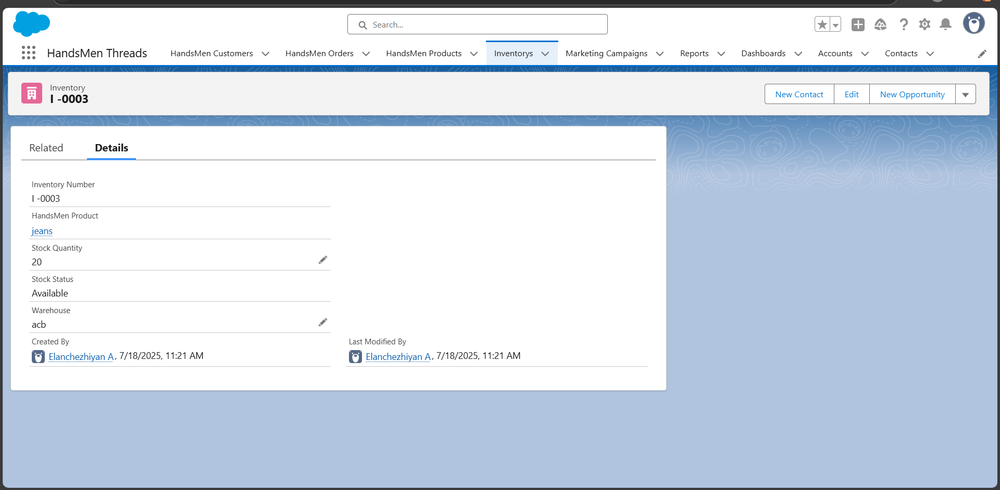 Search...
HandsMen Threads
HandsMen Customers
HandsMen Orders
HandsMen Products
Inventorys
Marketing Campaigns
Reports
Dashboards
Accounts
Contacts
Inventory
I -0003
New Contact
Edit
New Opportunity
Related
Details
Inventory Number
I -0003
HandsMen Product
jeans
Stock Quantity
20
Stock Status
Available
Warehouse
acb
Created By
Elanchezhiyan A, 7/18/2025, 11:21 AM
Last Modified By
Elanchezhiyan A, 7/18/2025, 11:21 AM